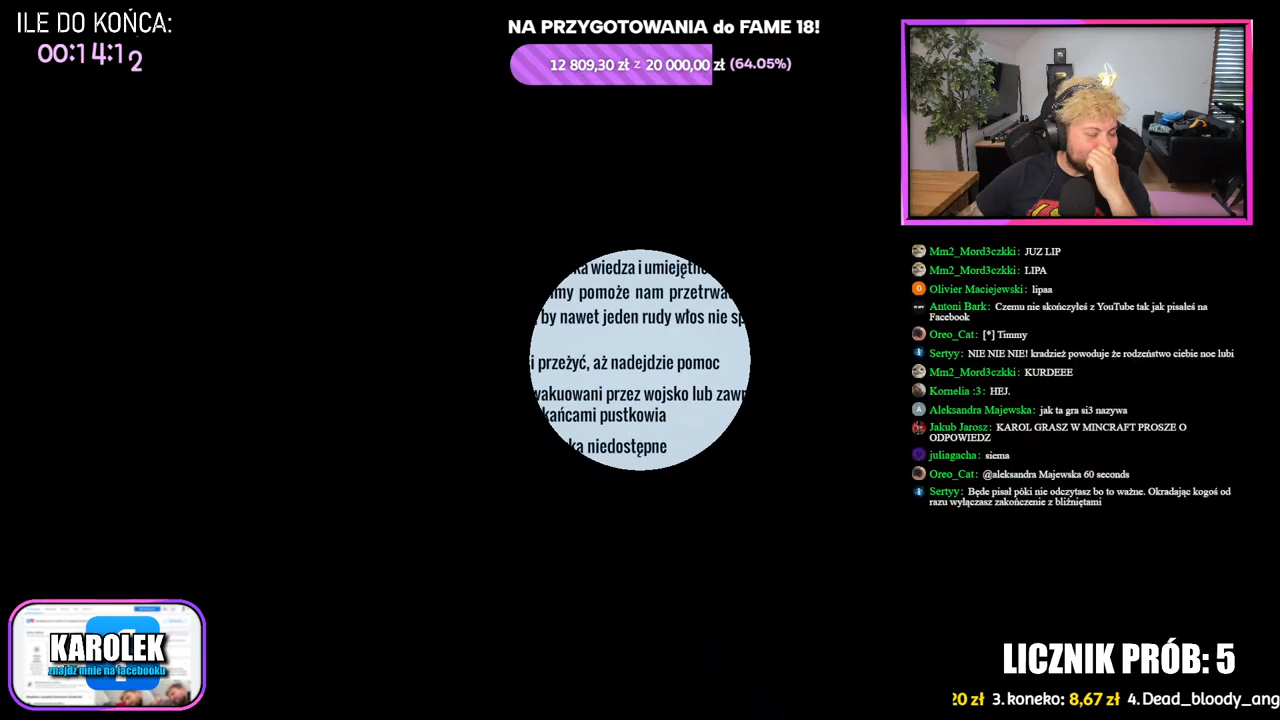 ILE DO KOŃCA:
00:14:12
NA PRZYGOTOWANIA do FAME 18!
12 809,30 zł z 20 000,00 zł (64.05%)
wiedza i umiejętn
pomoże nam przetrwa
by nawet jeden rudy włos nie sp
i przeżyć, aż nadejdzie pomoc
wakuowani przez wojsko lub zaw
kańcami pustkowia
ka niedostępne
Mm2_Mord3czkki: JUZ LIP
Mm2_Mord3czkki: LIPA
Olivier Maciejewski: lipaa
Antoni Bark: Czemu nie skończyłeś z YouTube tak jak pisałeś na
Facebook
Oreo_Cat: [*] Timmy
Sertyy: NIE NIE NIE! kradzież powoduje że rodzeństwo ciebie noe lubi
Mm2_Mord3czkki: KURDEEE
Kornelia :3: HEJ.
Aleksandra Majewska: jak ta gra si3 nazywa
Jakub Jarosz: KAROL GRASZ W MINCRAFT PROSZE O
ODPOWIEDZ
juliagacha: siema
Oreo_Cat: @aleksandra Majewska 60 seconds
Sertyy: Będe pisał póki nie odczytasz bo to ważne. Okradając kogoś od
razu wyłączasz zakończenie z bliźniętami
KAROLEK
znajdź mnie na facebooku
LICZNIK PRÓB: 5
20 zł 3. koneko: 8,67 zł 4. Dead_bloody_ang